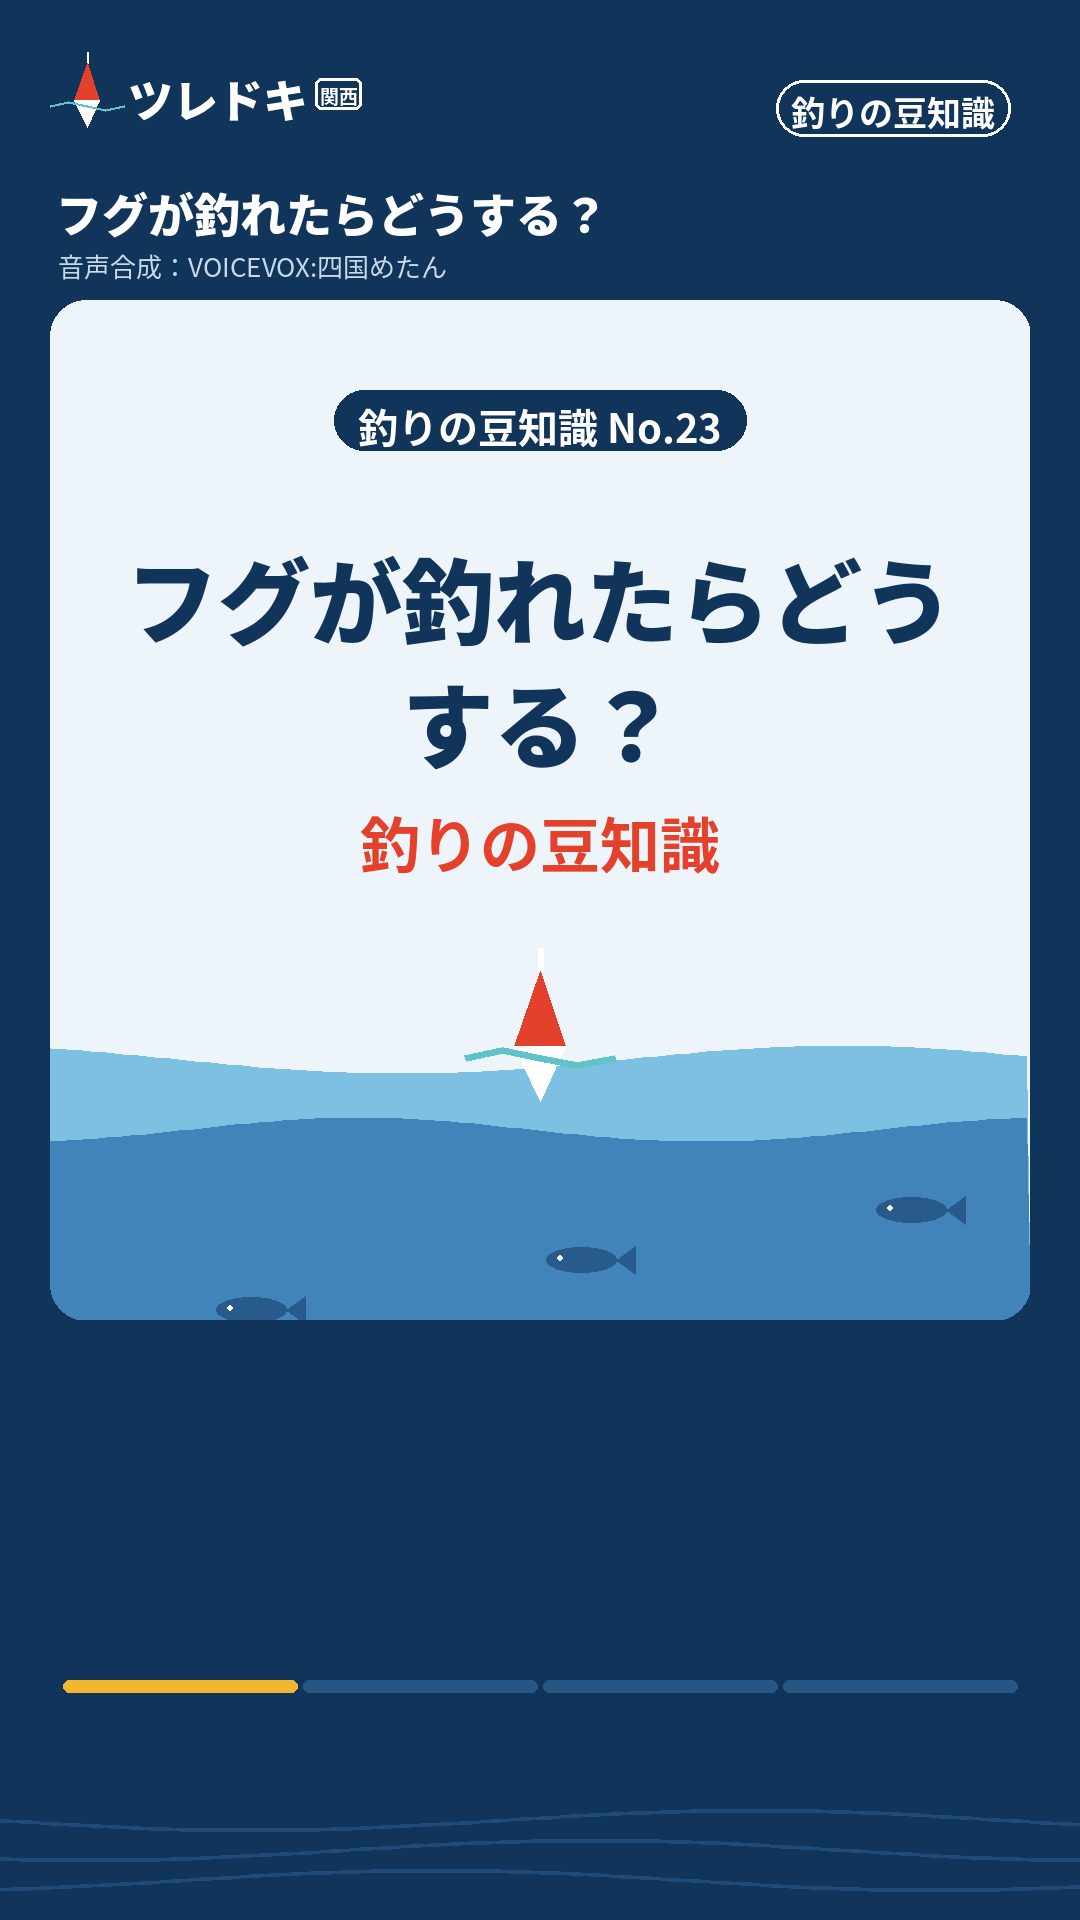 ツレドキ 関西
釣りの豆知識
フグが釣れたらどうする？
音声合成：VOICEVOX:四国めたん
釣りの豆知識 No.23
フグが釣れたらどう
する？
釣りの豆知識